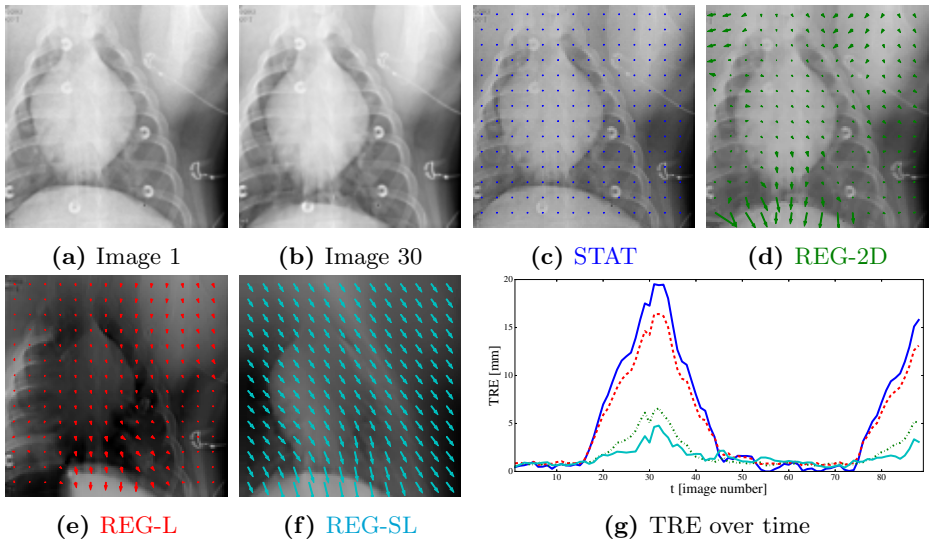 (a) Image 1
(b) Image 30
(c) STAT
(d) REG-2D
20
15
10
5
0
TRE [mm]
10 20 30 40 50 60 70 80
t [image number]
(e) REG-L
(f) REG-SL
(g) TRE over time